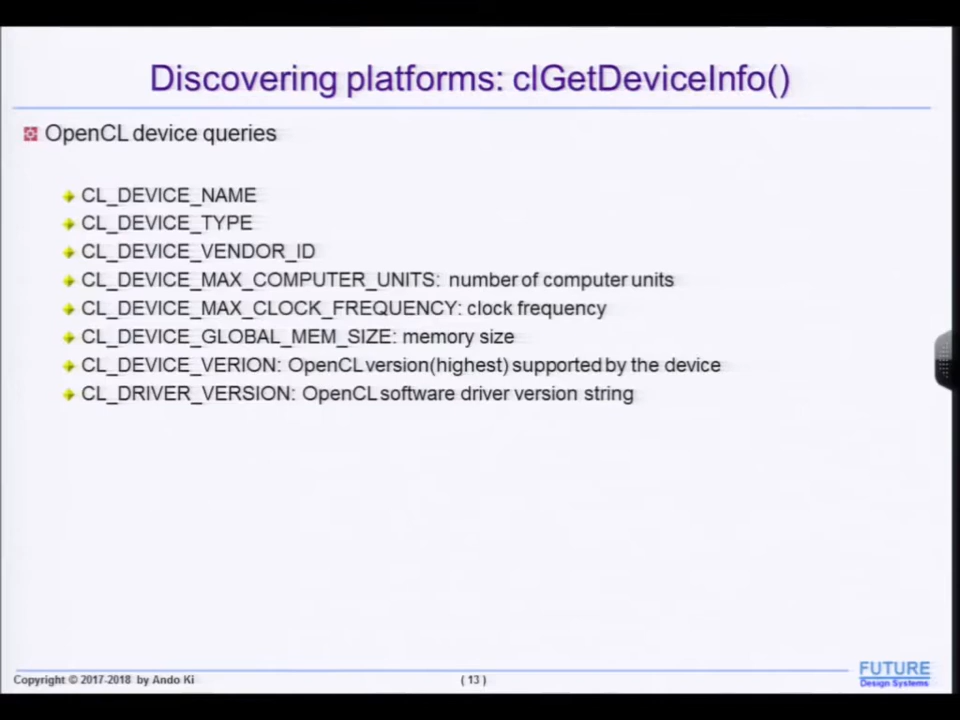 Discovering platforms: clGetDeviceInfo()
OpenCL device queries
CL_DEVICE_NAME
CL_DEVICE_TYPE
CL_DEVICE_VENDOR_ID
CL_DEVICE_MAX_COMPUTER_UNITS: number of computer units
CL_DEVICE_MAX_CLOCK_FREQUENCY: clock frequency
CL_DEVICE_GLOBAL_MEM_SIZE: memory size
CL_DEVICE_VERION: OpenCL version(highest) supported by the device
CL_DRIVER_VERSION: OpenCL software driver version string
Copyright © 2017-2018 by Ando Ki
( 13 )
FUTURE
Design Systems